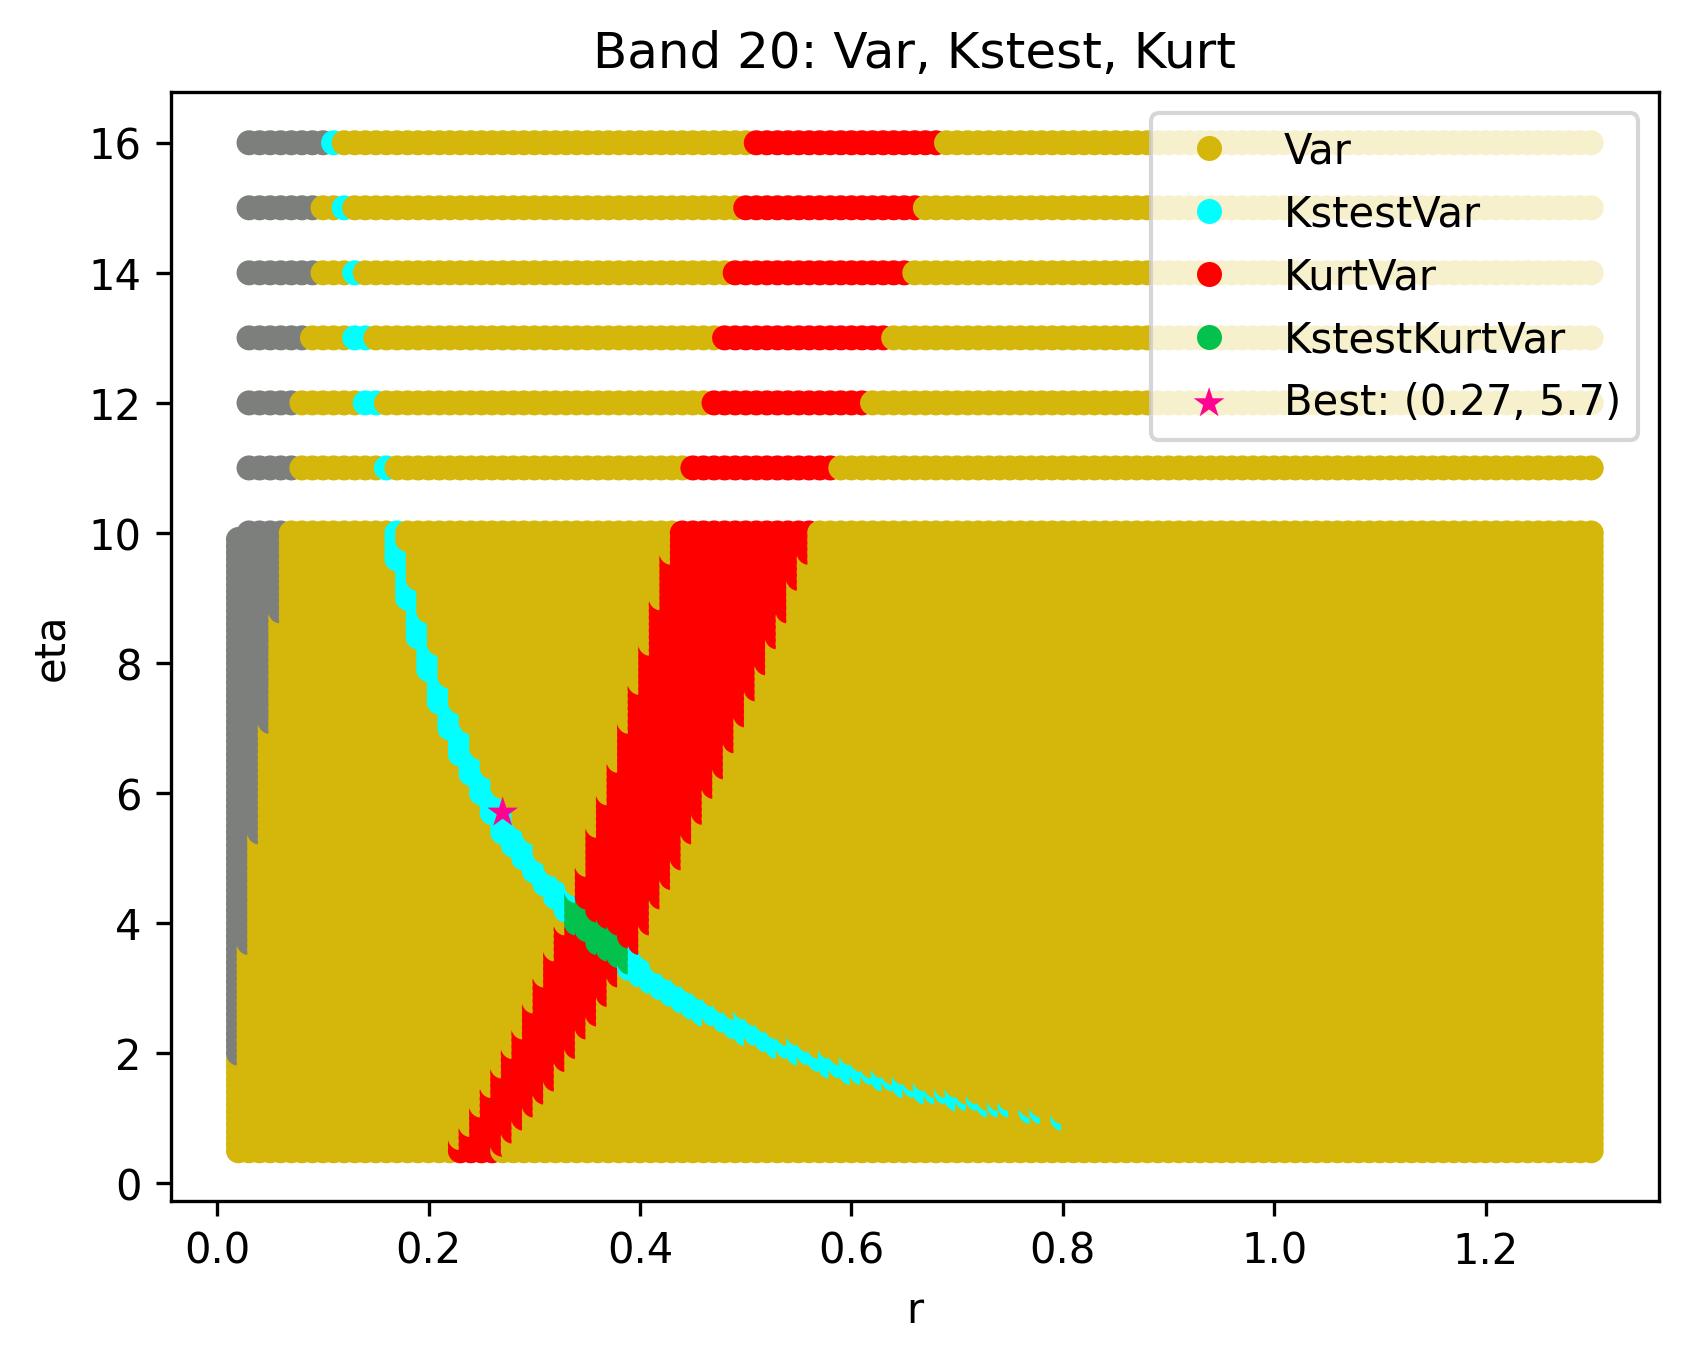 Band 20: Var, Kstest, Kurt
Var
KstestVar
KurtVar
KstestKurtVar
Best: (0.27, 5.7)
eta
16
14
12
10
8
6
4
2
0
0.0 0.2 0.4 0.6 0.8 1.0 1.2
r